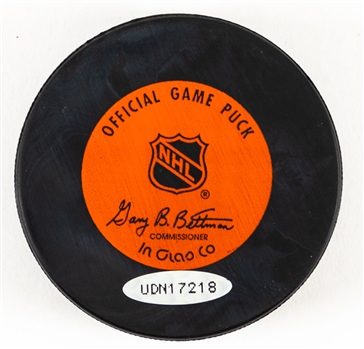 OFFICIAL GAME PUCK
NHL
®
Gary B. Bettman
COMMISSIONER
In Glas Co
UDN17218